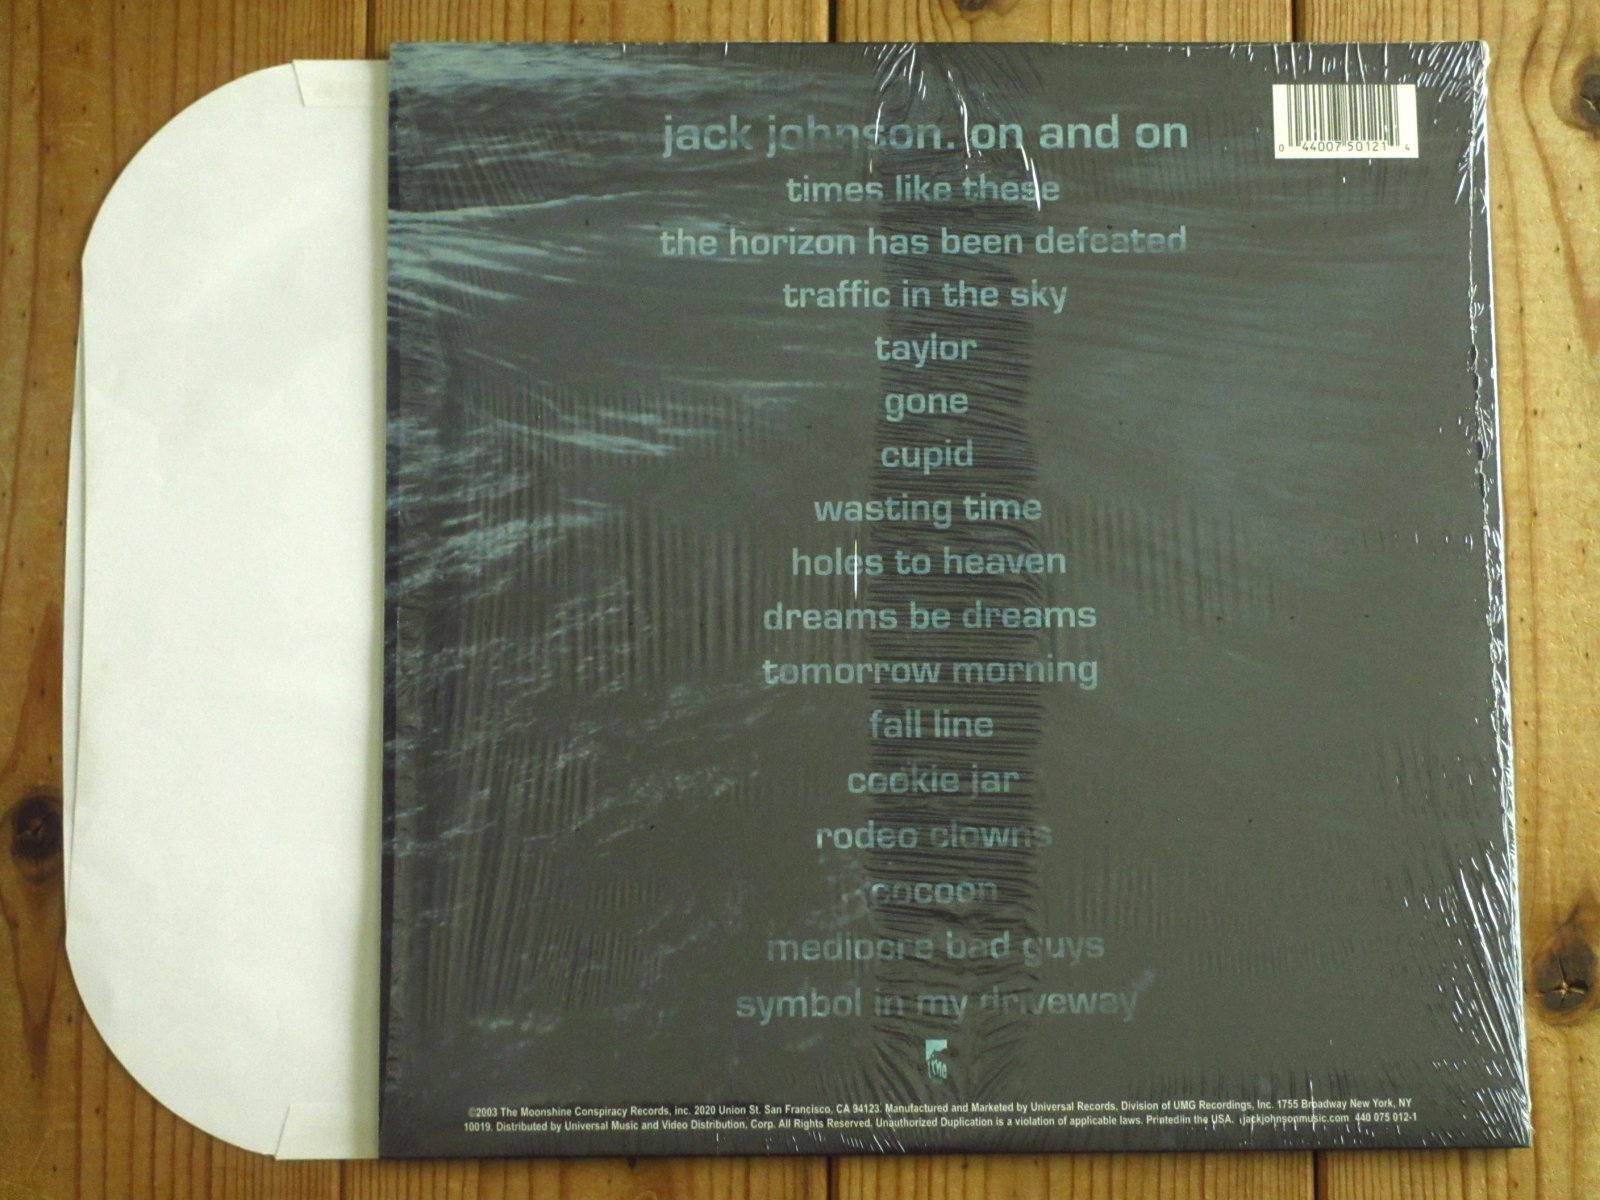 jack johnson. on and on
0 44007 50121 4
times like these
the horizon has been defeated
traffic in the sky
taylor
gone
cupid
wasting time
holes to heaven
dreams be dreams
tomorrow morning
fall line
cookie jar
rodeo clowns
cocoon
mediocre bad guys
symbol in my driveway
©2003 The Moonshine Conspiracy Records, inc. 2020 Union St. San Francisco, CA 94123. Manufactured and Marketed by Universal Records, Division of UMG Recordings, Inc. 1755 Broadway New York, NY
10019. Distributed by Universal Music and Video Distribution, Corp. All Rights Reserved, Unauthorized Duplication is a violation of applicable laws. Printed in the USA. jackjohnsonmusic.com 440 075 012-1